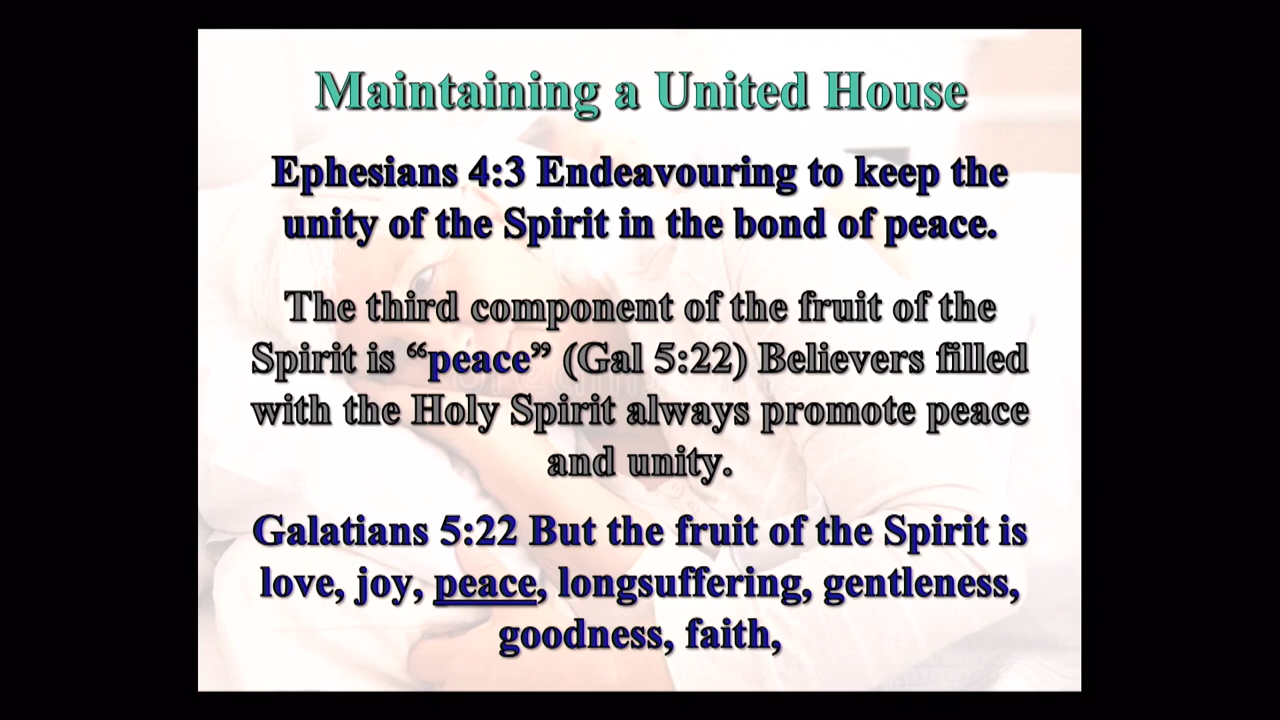 Maintaining a United House
Ephesians 4:3 Endeavouring to keep the
unity of the Spirit in the bond of peace.
The third component of the fruit of the
Spirit is “peace” (Gal 5:22) Believers filled
with the Holy Spirit always promote peace
and unity.
Galatians 5:22 But the fruit of the Spirit is
love, joy, peace, longsuffering, gentleness,
goodness, faith,